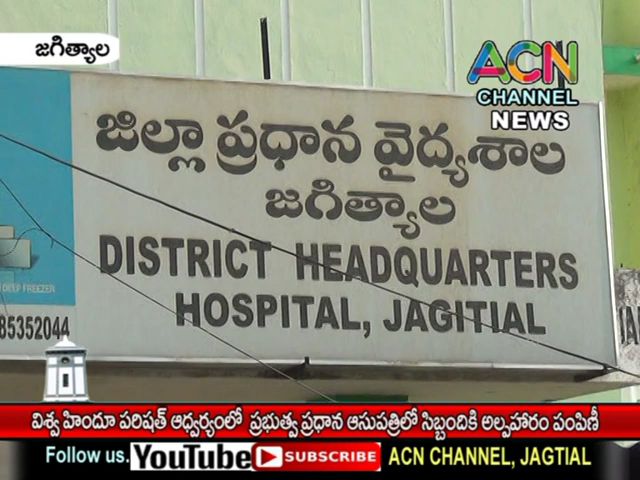 జగిత్యాల
ACN
CHANNEL
NEWS
జిల్లా ప్రధాన వైద్యశాల
జగిత్యాల
DISTRICT HEADQUARTERS
HOSPITAL, JAGITIAL
DEEP FREEZER
85352044
విశ్వ హిందూ పరిషత్ ఆధ్వర్యంలో ప్రభుత్వ ప్రధాన ఆసుపత్రిలో సిబ్బందికి అల్పాహారం పంపిణీ
Follow us. YouTube SUBSCRIBE ACN CHANNEL, JAGTIAL